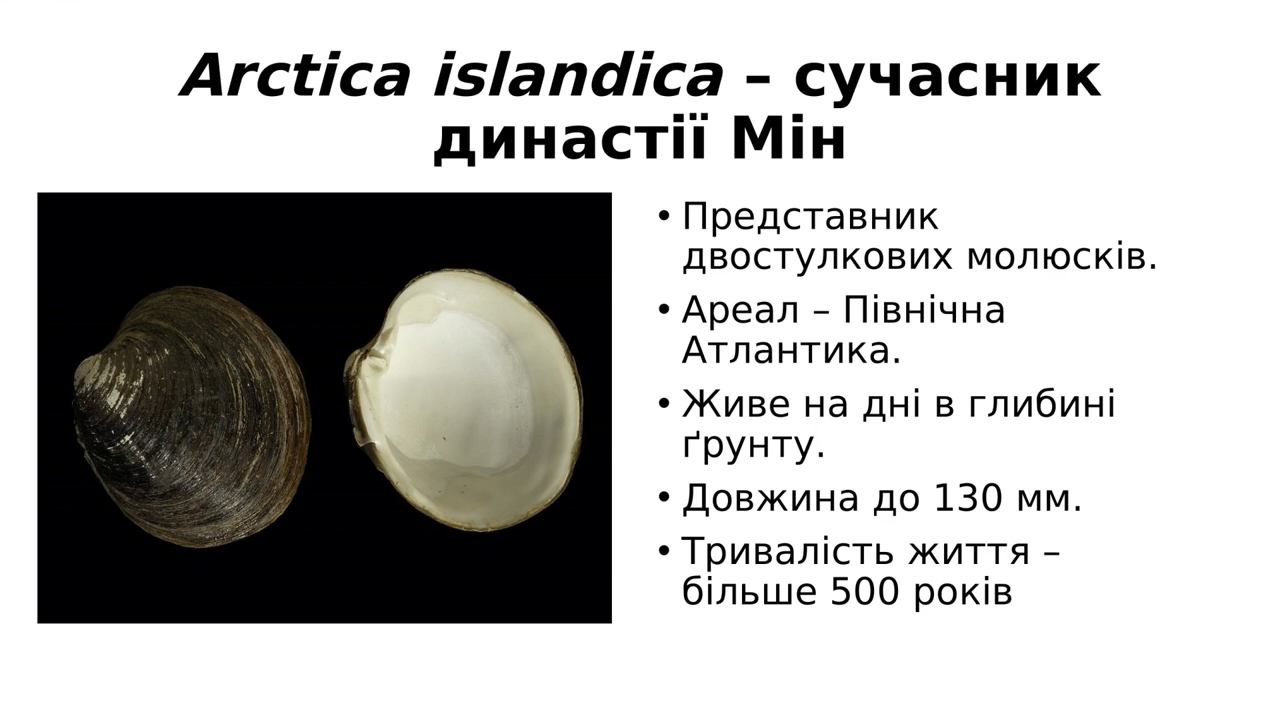 Arctica islandica – сучасник
династії Мін
• Представник
двостулкових молюсків.
• Ареал – Північна
Атлантика.
• Живе на дні в глибині
ґрунту.
• Довжина до 130 мм.
• Тривалість життя –
більше 500 років